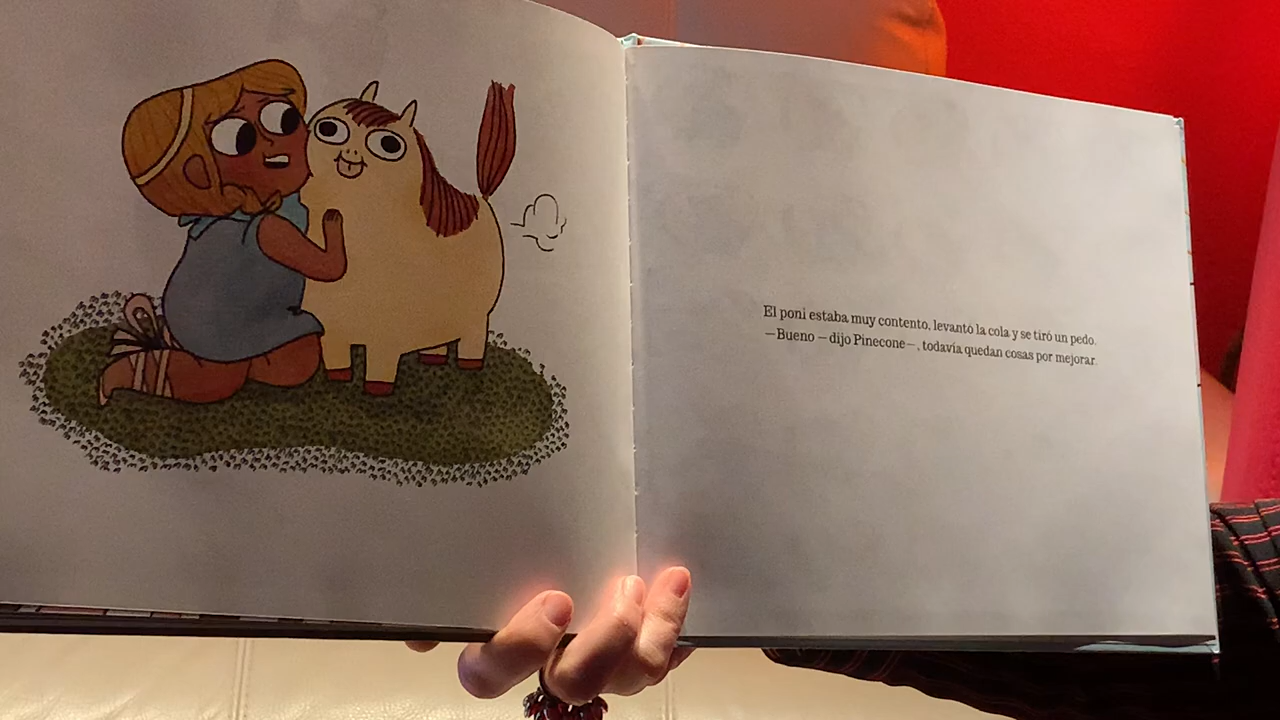 El poni estaba muy contento, levantó la cola y se tiró un pedo.
—Bueno —dijo Pinecone—, todavía quedan cosas por mejorar.